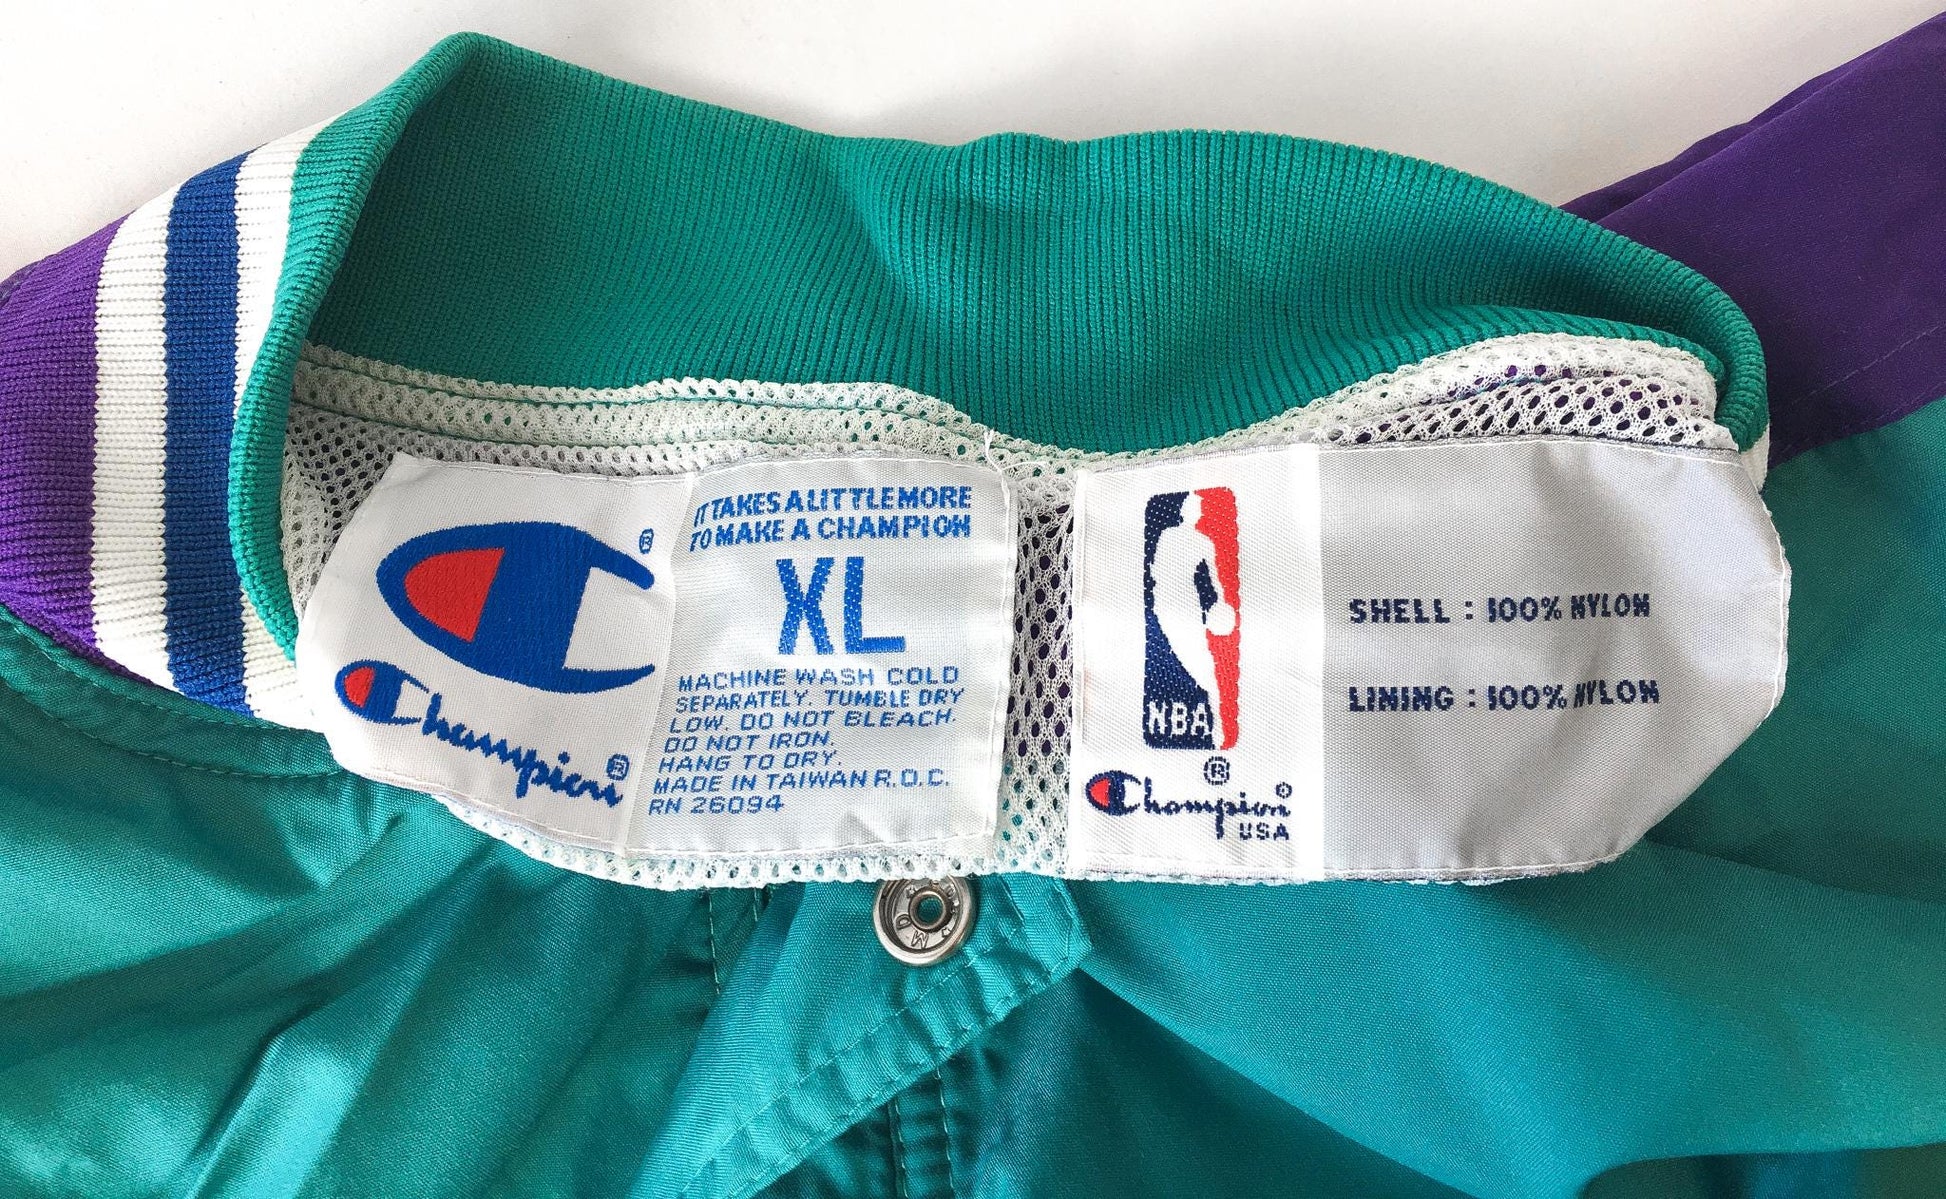 IT TAKES A LITTLE MORE
TO MAKE A CHAMPION
XL
MACHINE WASH COLD
SEPARATELY. TUMBLE DRY
LOW. DO NOT BLEACH.
DO NOT IRON.
HANG TO DRY.
MADE IN TAIWAN R.O.C.
RN 26094
®
Champion®
NBA
®
Champion®
USA
SHELL : 100% NYLON
LINING : 100% NYLON